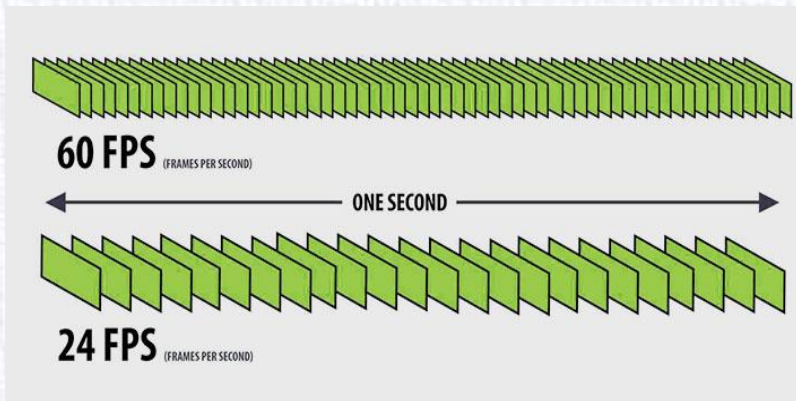 60 FPS (FRAMES PER SECOND)
ONE SECOND
24 FPS (FRAMES PER SECOND)